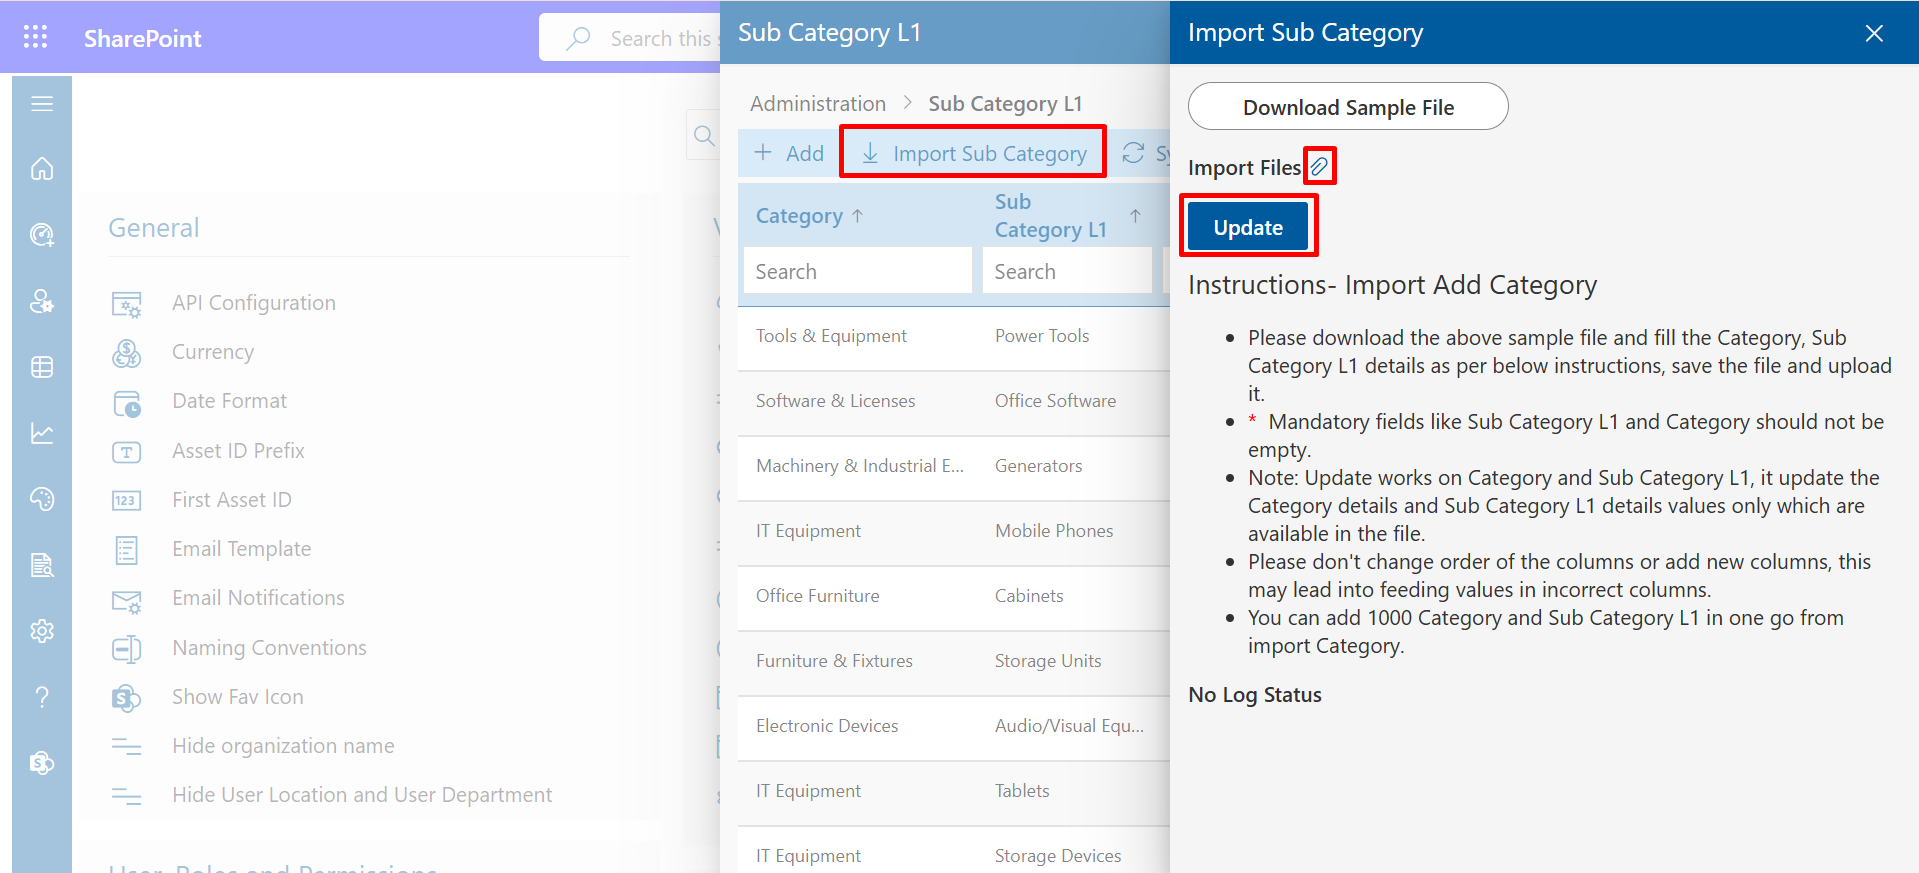 SharePoint
Search this
General
API Configuration
Currency
Date Format
Asset ID Prefix
First Asset ID
Email Template
Email Notifications
Naming Conventions
Show Fav Icon
Hide organization name
Hide User Location and User Department
User, Roles and Permissions
Sub Category L1
Administration > Sub Category L1
+ Add
Import Sub Category
Category ↑
Sub
Category L1 ↑
Search
Search
Tools & Equipment Power Tools
Software & Licenses Office Software
Machinery & Industrial E... Generators
IT Equipment Mobile Phones
Office Furniture Cabinets
Furniture & Fixtures Storage Units
Electronic Devices Audio/Visual Equ...
IT Equipment Tablets
IT Equipment Storage Devices
Import Sub Category
Download Sample File
Import Files
Update
Instructions- Import Add Category
• Please download the above sample file and fill the Category, Sub
Category L1 details as per below instructions, save the file and upload
it.
• * Mandatory fields like Sub Category L1 and Category should not be
empty.
• Note: Update works on Category and Sub Category L1, it update the
Category details and Sub Category L1 details values only which are
available in the file.
• Please don't change order of the columns or add new columns, this
may lead into feeding values in incorrect columns.
• You can add 1000 Category and Sub Category L1 in one go from
import Category.
No Log Status